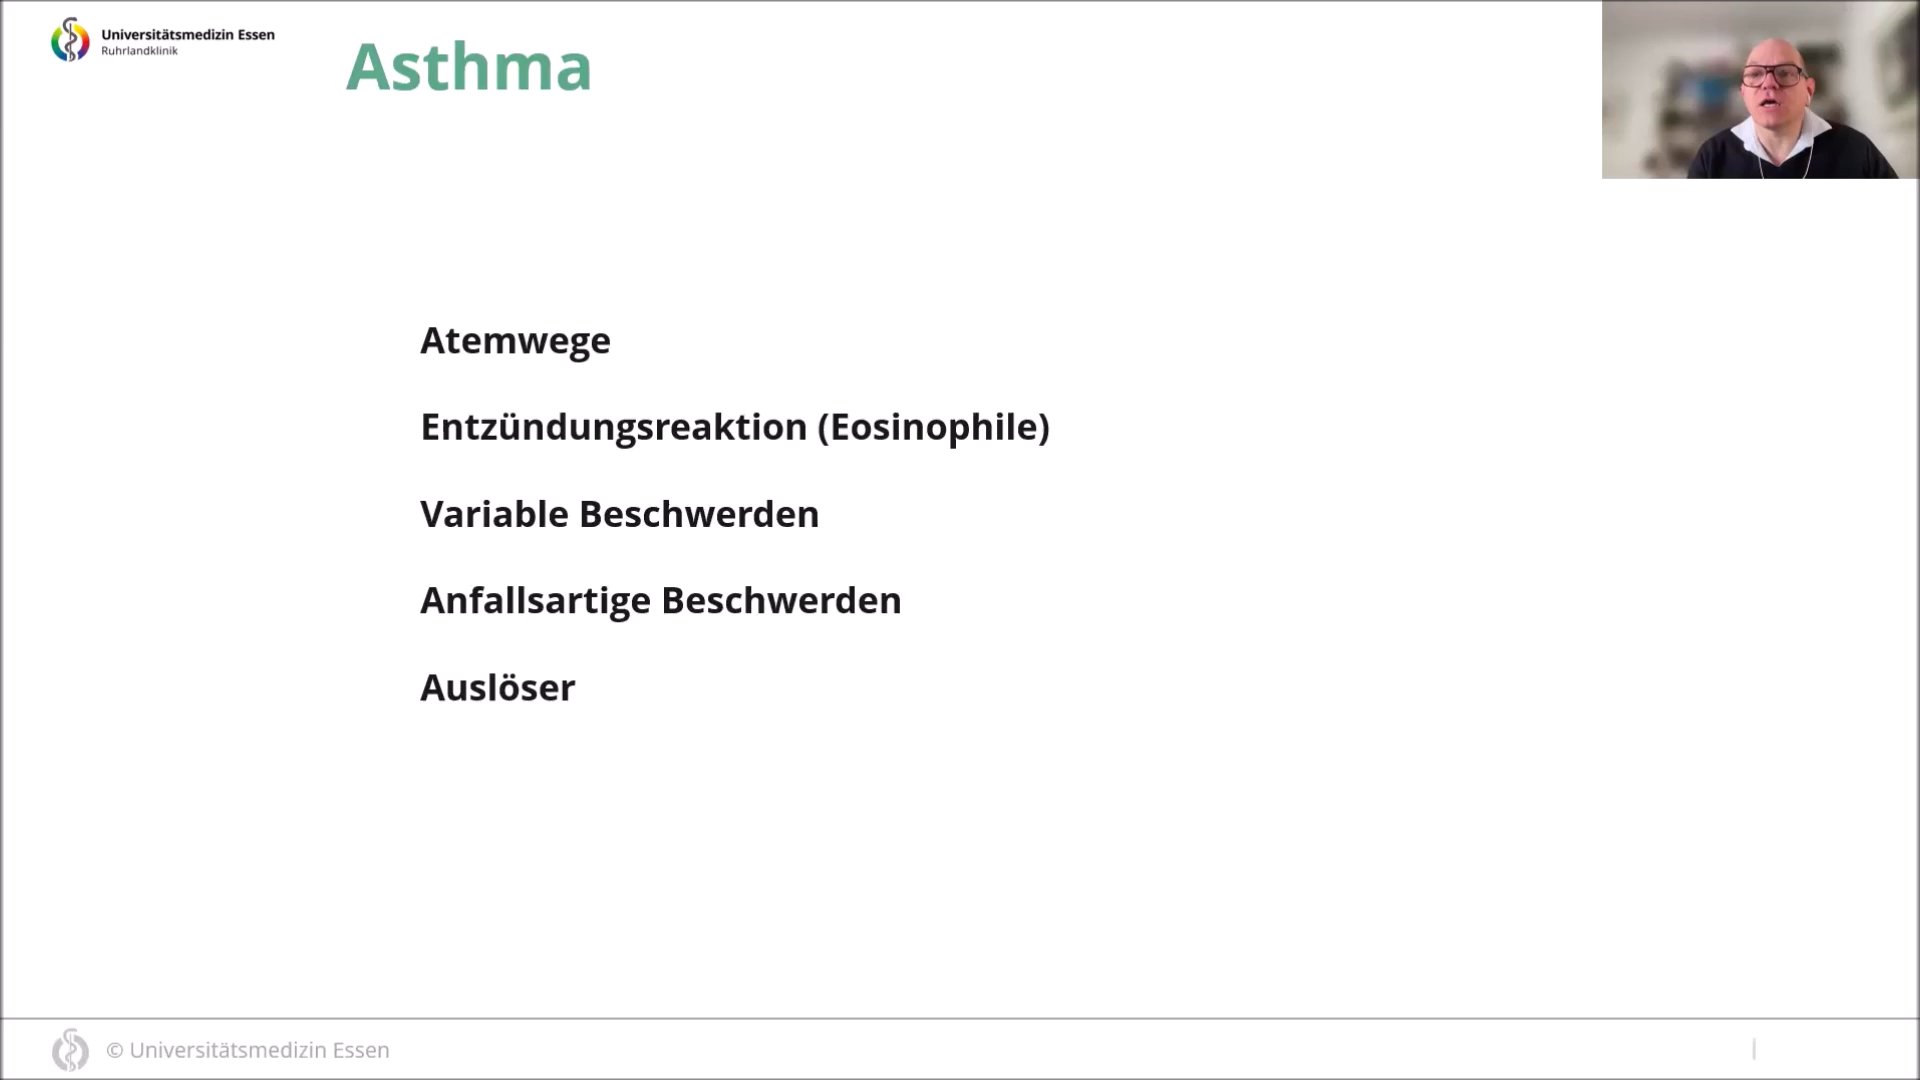 Universitätsmedizin Essen
Ruhrlandklinik
Asthma
Atemwege
Entzündungsreaktion (Eosinophile)
Variable Beschwerden
Anfallsartige Beschwerden
Auslöser
© Universitätsmedizin Essen